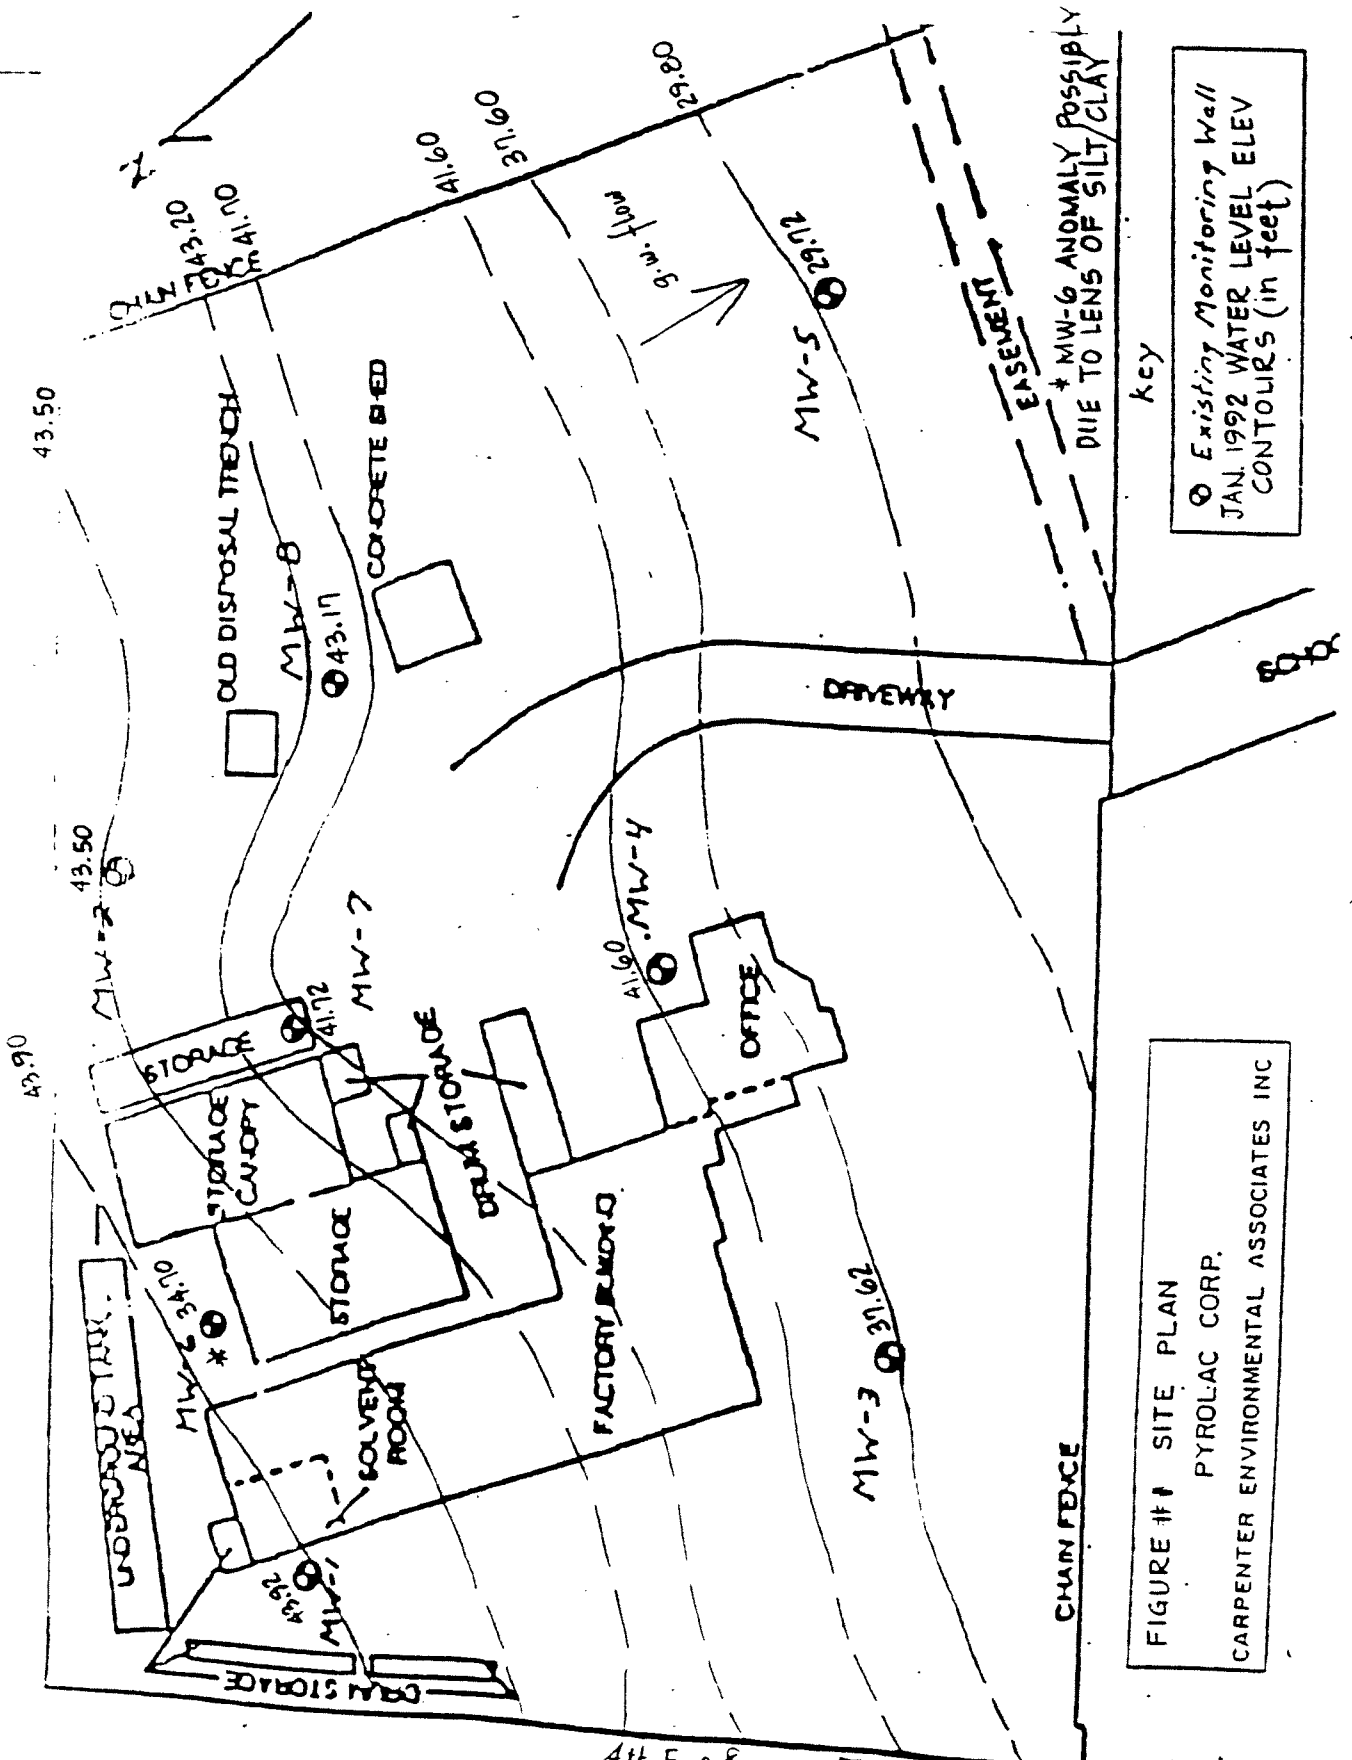 43.90
43.50
43.50
MW-2
43.20
41.70
41.60
37.60
29.80
g.w. flow
OLD DISPOSAL TRENCH
MW-8
43.17
CONCRETE BED
MW-5
29.72
EASEMENT
DRIVEWAY
MW-4
41.60
OFFICE
STORAGE
41.72
MW-7
STORAGE
CANOPY
DRUM STORAGE
STORAGE
UNDERGROUND TANK
AREA
MW-6 34.70
*
SOLVENT
ROOM
FACTORY
43.92
MW-1
DRUM STORAGE
MW-3
37.62
CHAIN FENCE
* MW-6 ANOMALY POSSIBLY
DUE TO LENS OF SILT/CLAY
Key
Existing Monitoring Well
JAN. 1992 WATER LEVEL ELEV
CONTOURS (in feet)
FIGURE #1 SITE PLAN
PYROLAC CORP.
CARPENTER ENVIRONMENTAL ASSOCIATES INC